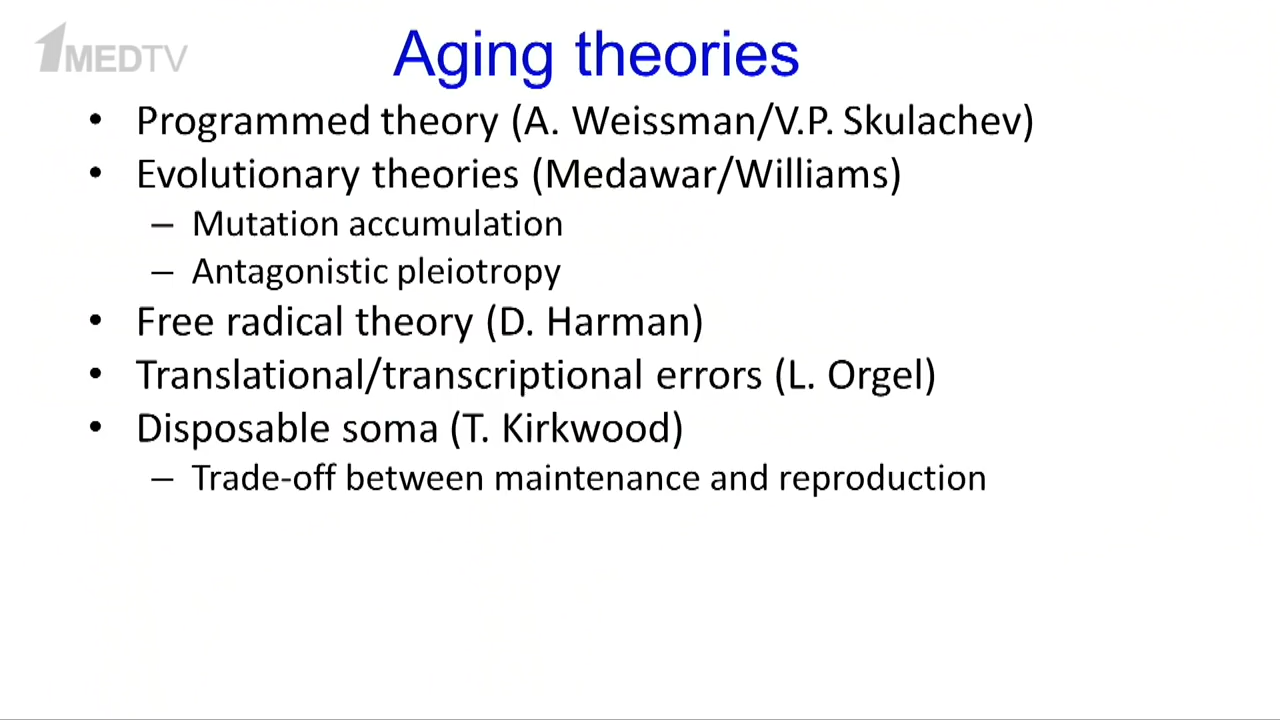 1MEDTV
Aging theories
• Programmed theory (A. Weissman/V.P. Skulachev)
• Evolutionary theories (Medawar/Williams)
– Mutation accumulation
– Antagonistic pleiotropy
• Free radical theory (D. Harman)
• Translational/transcriptional errors (L. Orgel)
• Disposable soma (T. Kirkwood)
– Trade-off between maintenance and reproduction